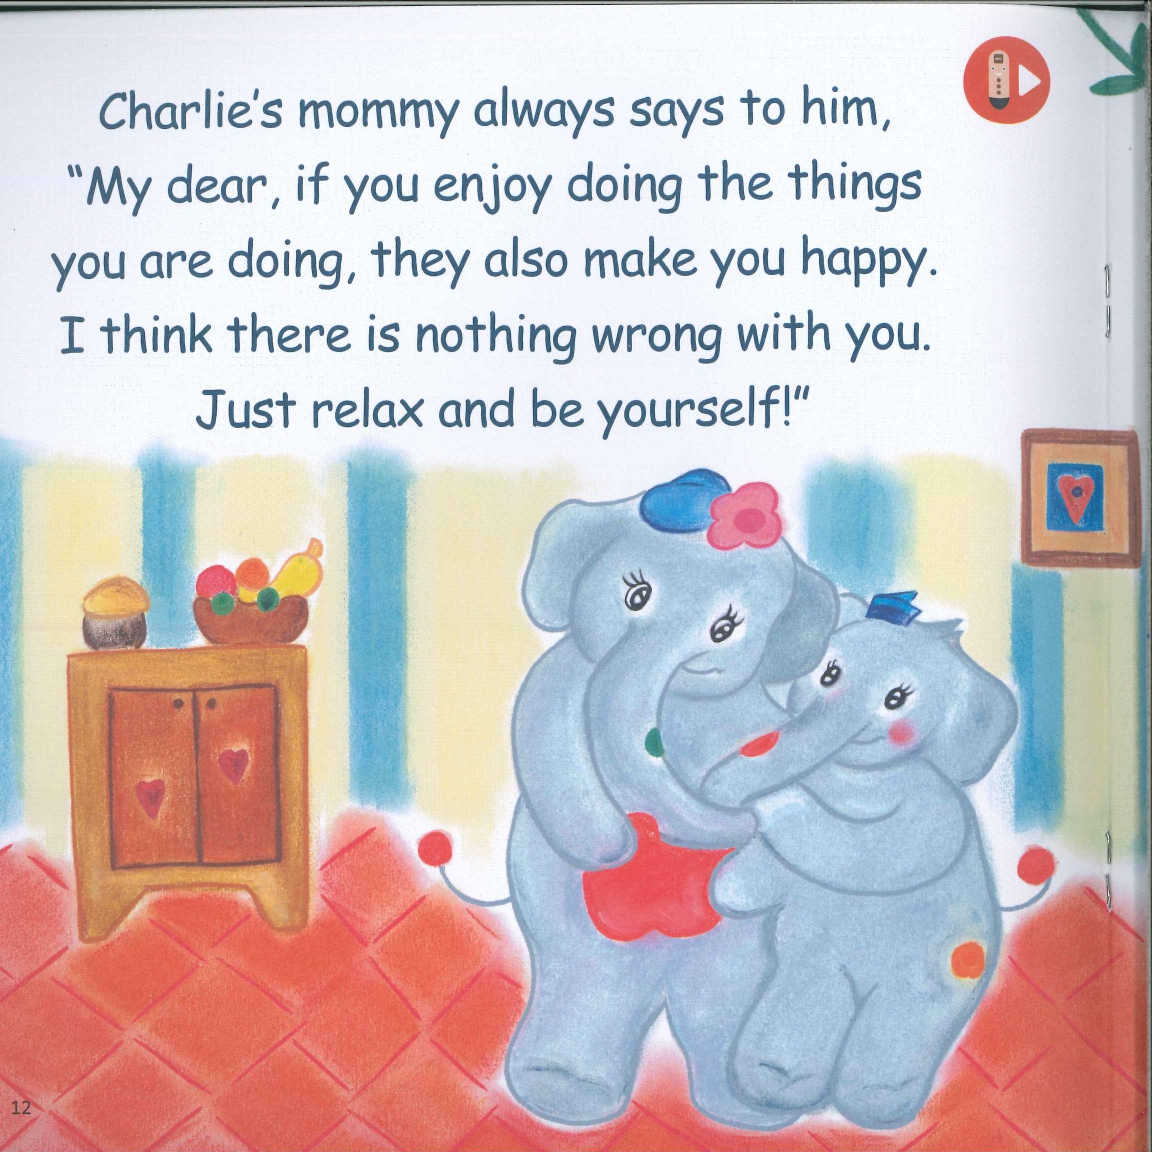 Charlie's mommy always says to him,
“My dear, if you enjoy doing the things
you are doing, they also make you happy.
I think there is nothing wrong with you.
Just relax and be yourself!”
12